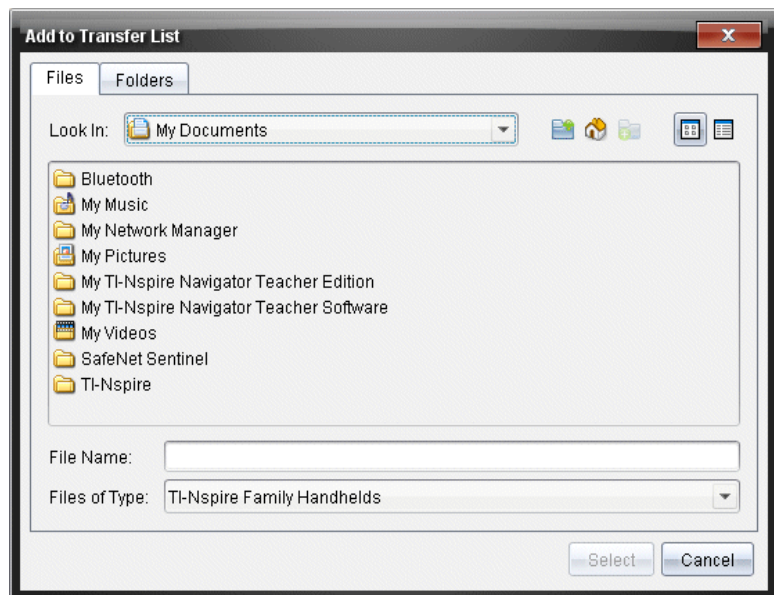 Add to Transfer List
Files Folders
Look In: My Documents
Bluetooth
My Music
My Network Manager
My Pictures
My TI-Nspire Navigator Teacher Edition
My TI-Nspire Navigator Teacher Software
My Videos
SafeNet Sentinel
TI-Nspire
File Name:
Files of Type: TI-Nspire Family Handhelds
Select Cancel